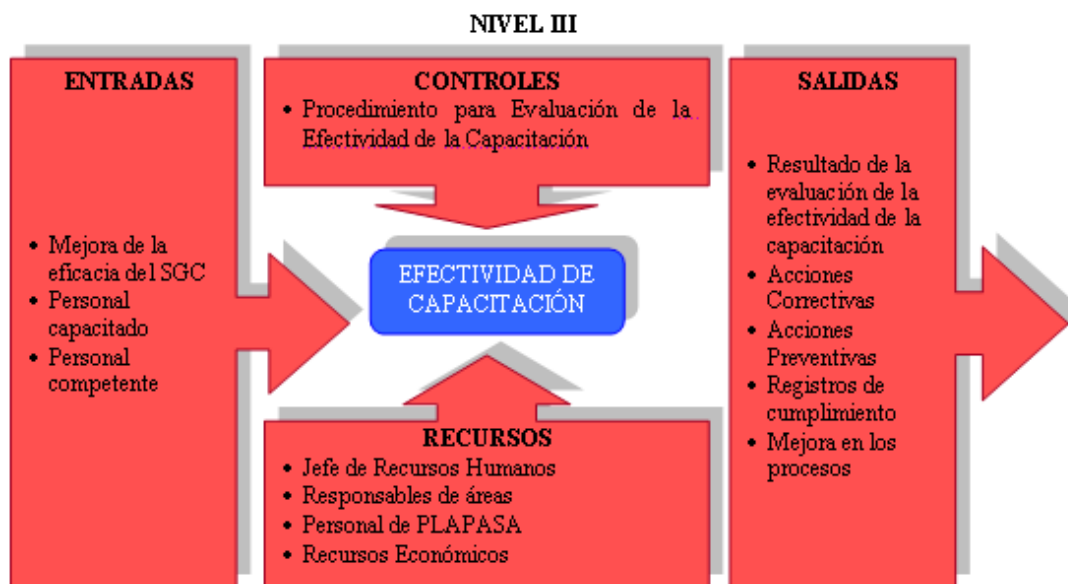 NIVEL III
ENTRADAS
• Mejora de la
eficacia del SGC
• Personal
capacitado
• Personal
competente
CONTROLES
• Procedimiento para Evaluación de la
Efectividad de la Capacitación
EFECTIVIDAD DE
CAPACITACIÓN
RECURSOS
• Jefe de Recursos Humanos
• Responsables de áreas
• Personal de PLAPASA
• Recursos Económicos
SALIDAS
• Resultado de la
evaluación de la
efectividad de la
capacitación
• Acciones
Correctivas
• Acciones
Preventivas
• Registros de
cumplimiento
• Mejora en los
procesos